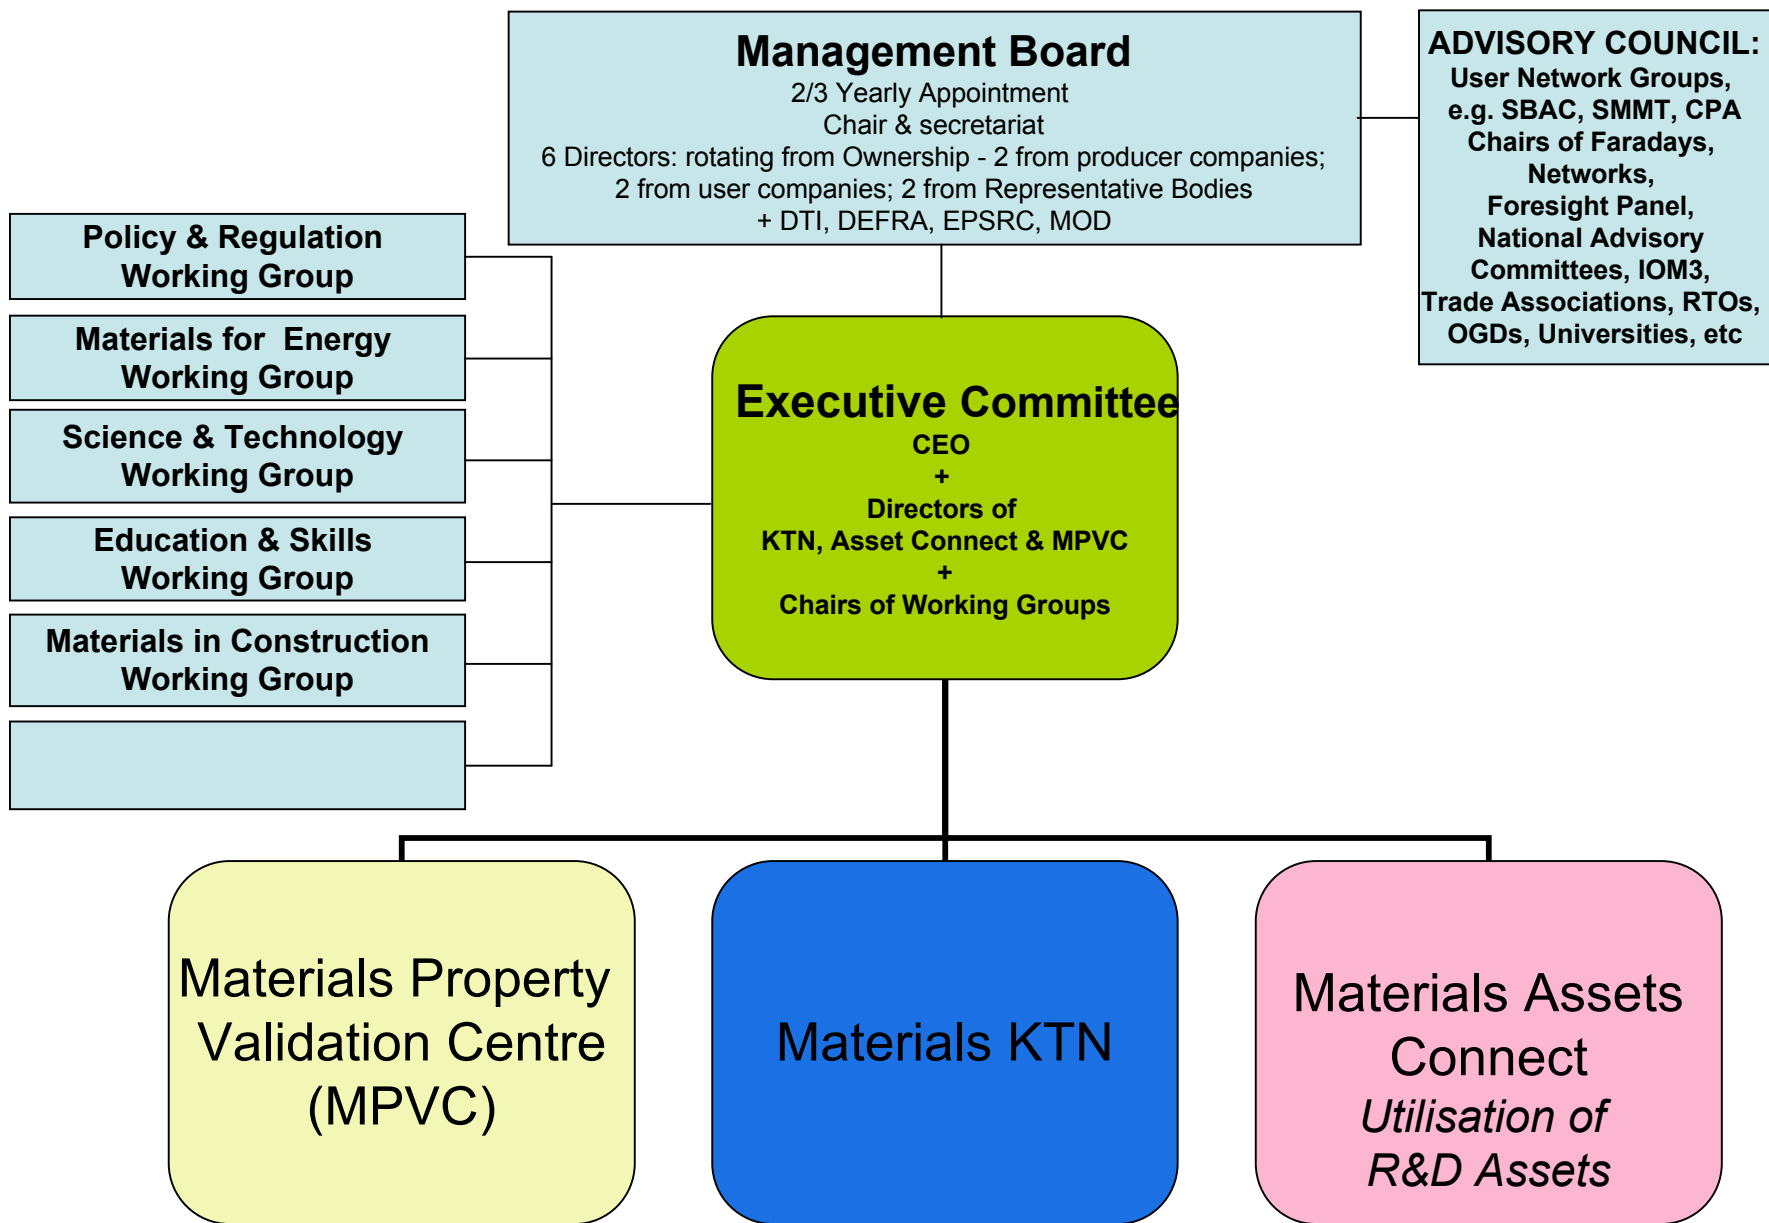 Management Board
2/3 Yearly Appointment
Chair & secretariat
6 Directors: rotating from Ownership - 2 from producer companies;
2 from user companies; 2 from Representative Bodies
+ DTI, DEFRA, EPSRC, MOD
ADVISORY COUNCIL:
User Network Groups,
e.g. SBAC, SMMT, CPA
Chairs of Faradays,
Networks,
Foresight Panel,
National Advisory
Committees, IOM3,
Trade Associations, RTOs,
OGDs, Universities, etc
Policy & Regulation
Working Group
Materials for Energy
Working Group
Science & Technology
Working Group
Education & Skills
Working Group
Materials in Construction
Working Group
Executive Committee
CEO
+
Directors of
KTN, Asset Connect & MPVC
+
Chairs of Working Groups
Materials Property
Validation Centre
(MPVC)
Materials KTN
Materials Assets
Connect
Utilisation of
R&D Assets